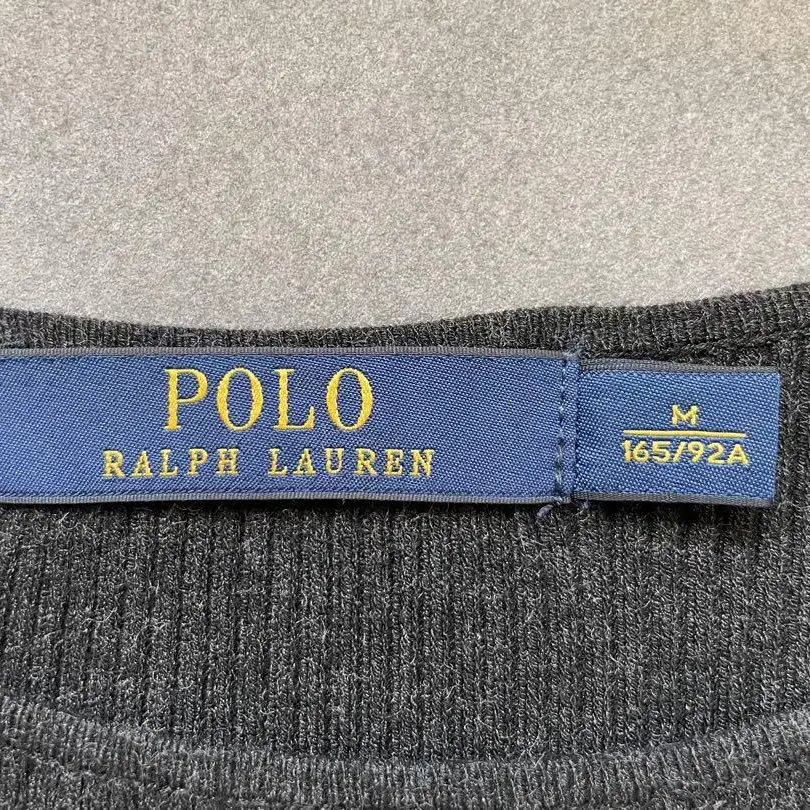 POLO
RALPH LAUREN
M
165/92A